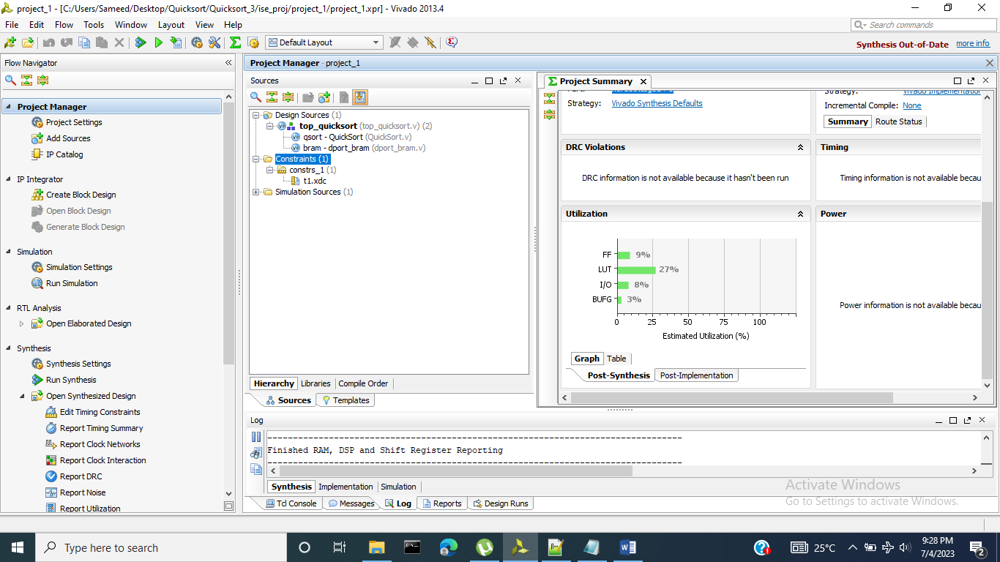 project_1 - [C:/Users/Sameed/Desktop/Quicksort/Quicksort_3/ise_proj/project_1/project_1.xpr] - Vivado 2013.4
File Edit Flow Tools Window Layout View Help
Search commands
Default Layout
Synthesis Out-of-Date more info
Flow Navigator
Project Manager
Project Settings
Add Sources
IP Catalog
IP Integrator
Create Block Design
Open Block Design
Generate Block Design
Simulation
Simulation Settings
Run Simulation
RTL Analysis
Open Elaborated Design
Synthesis
Synthesis Settings
Run Synthesis
Open Synthesized Design
Edit Timing Constraints
Report Timing Summary
Report Clock Networks
Report Clock Interaction
Report DRC
Report Noise
Report Utilization
Project Manager - project_1
Sources
Design Sources (1)
top_quicksort (top_quicksort.v) (2)
qsort - QuickSort (QuickSort.v)
bram - dport_bram (dport_bram.v)
Constraints (1)
constrs_1 (1)
t1.xdc
Simulation Sources (1)
Hierarchy Libraries Compile Order
Sources Templates
Project Summary
Strategy: Vivado Synthesis Defaults
Strategy: Vivado Implementation
Incremental Compile: None
Summary Route Status
DRC Violations
DRC information is not available because it hasn't been run
Timing
Timing information is not available becau
Utilization
FF 9%
LUT 27%
I/O 8%
BUFG 3%
0 25 50 75 100
Estimated Utilization (%)
Graph Table
Post-Synthesis Post-Implementation
Power
Power information is not available becau
Log
---------------------------------------------------------------------------------
Finished RAM, DSP and Shift Register Reporting
---------------------------------------------------------------------------------
Synthesis Implementation Simulation
Tcl Console Messages Log Reports Design Runs
Activate Windows
Go to Settings to activate Windows.
Type here to search
25°C
9:28 PM
7/4/2023
2